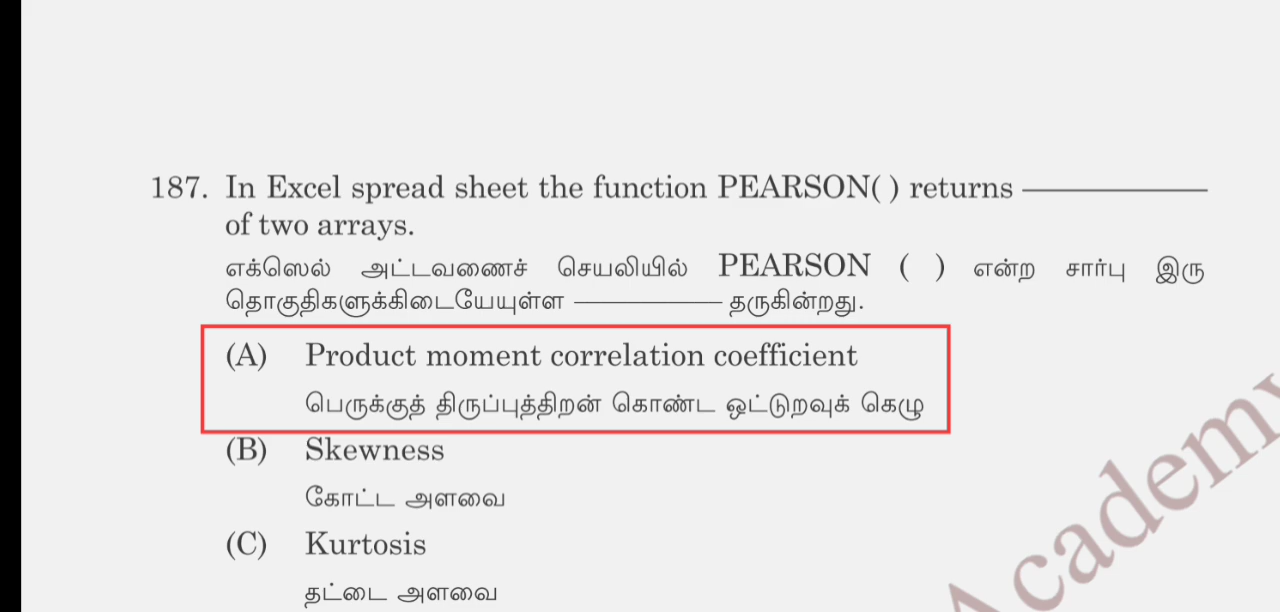 187. In Excel spread sheet the function PEARSON( ) returns
of two arrays.
எக்ஸெல் அட்டவணைச் செயலியில் PEARSON ( ) என்ற சார்பு இரு
தொகுதிகளுக்கிடையேயுள்ள ———— தருகின்றது.
(A) Product moment correlation coefficient
பெருக்குத் திருப்புத்திறன் கொண்ட ஒட்டுறவுக் கெழு
(B) Skewness
கோட்ட அளவை
(C) Kurtosis
தட்டை அளவை
Academy